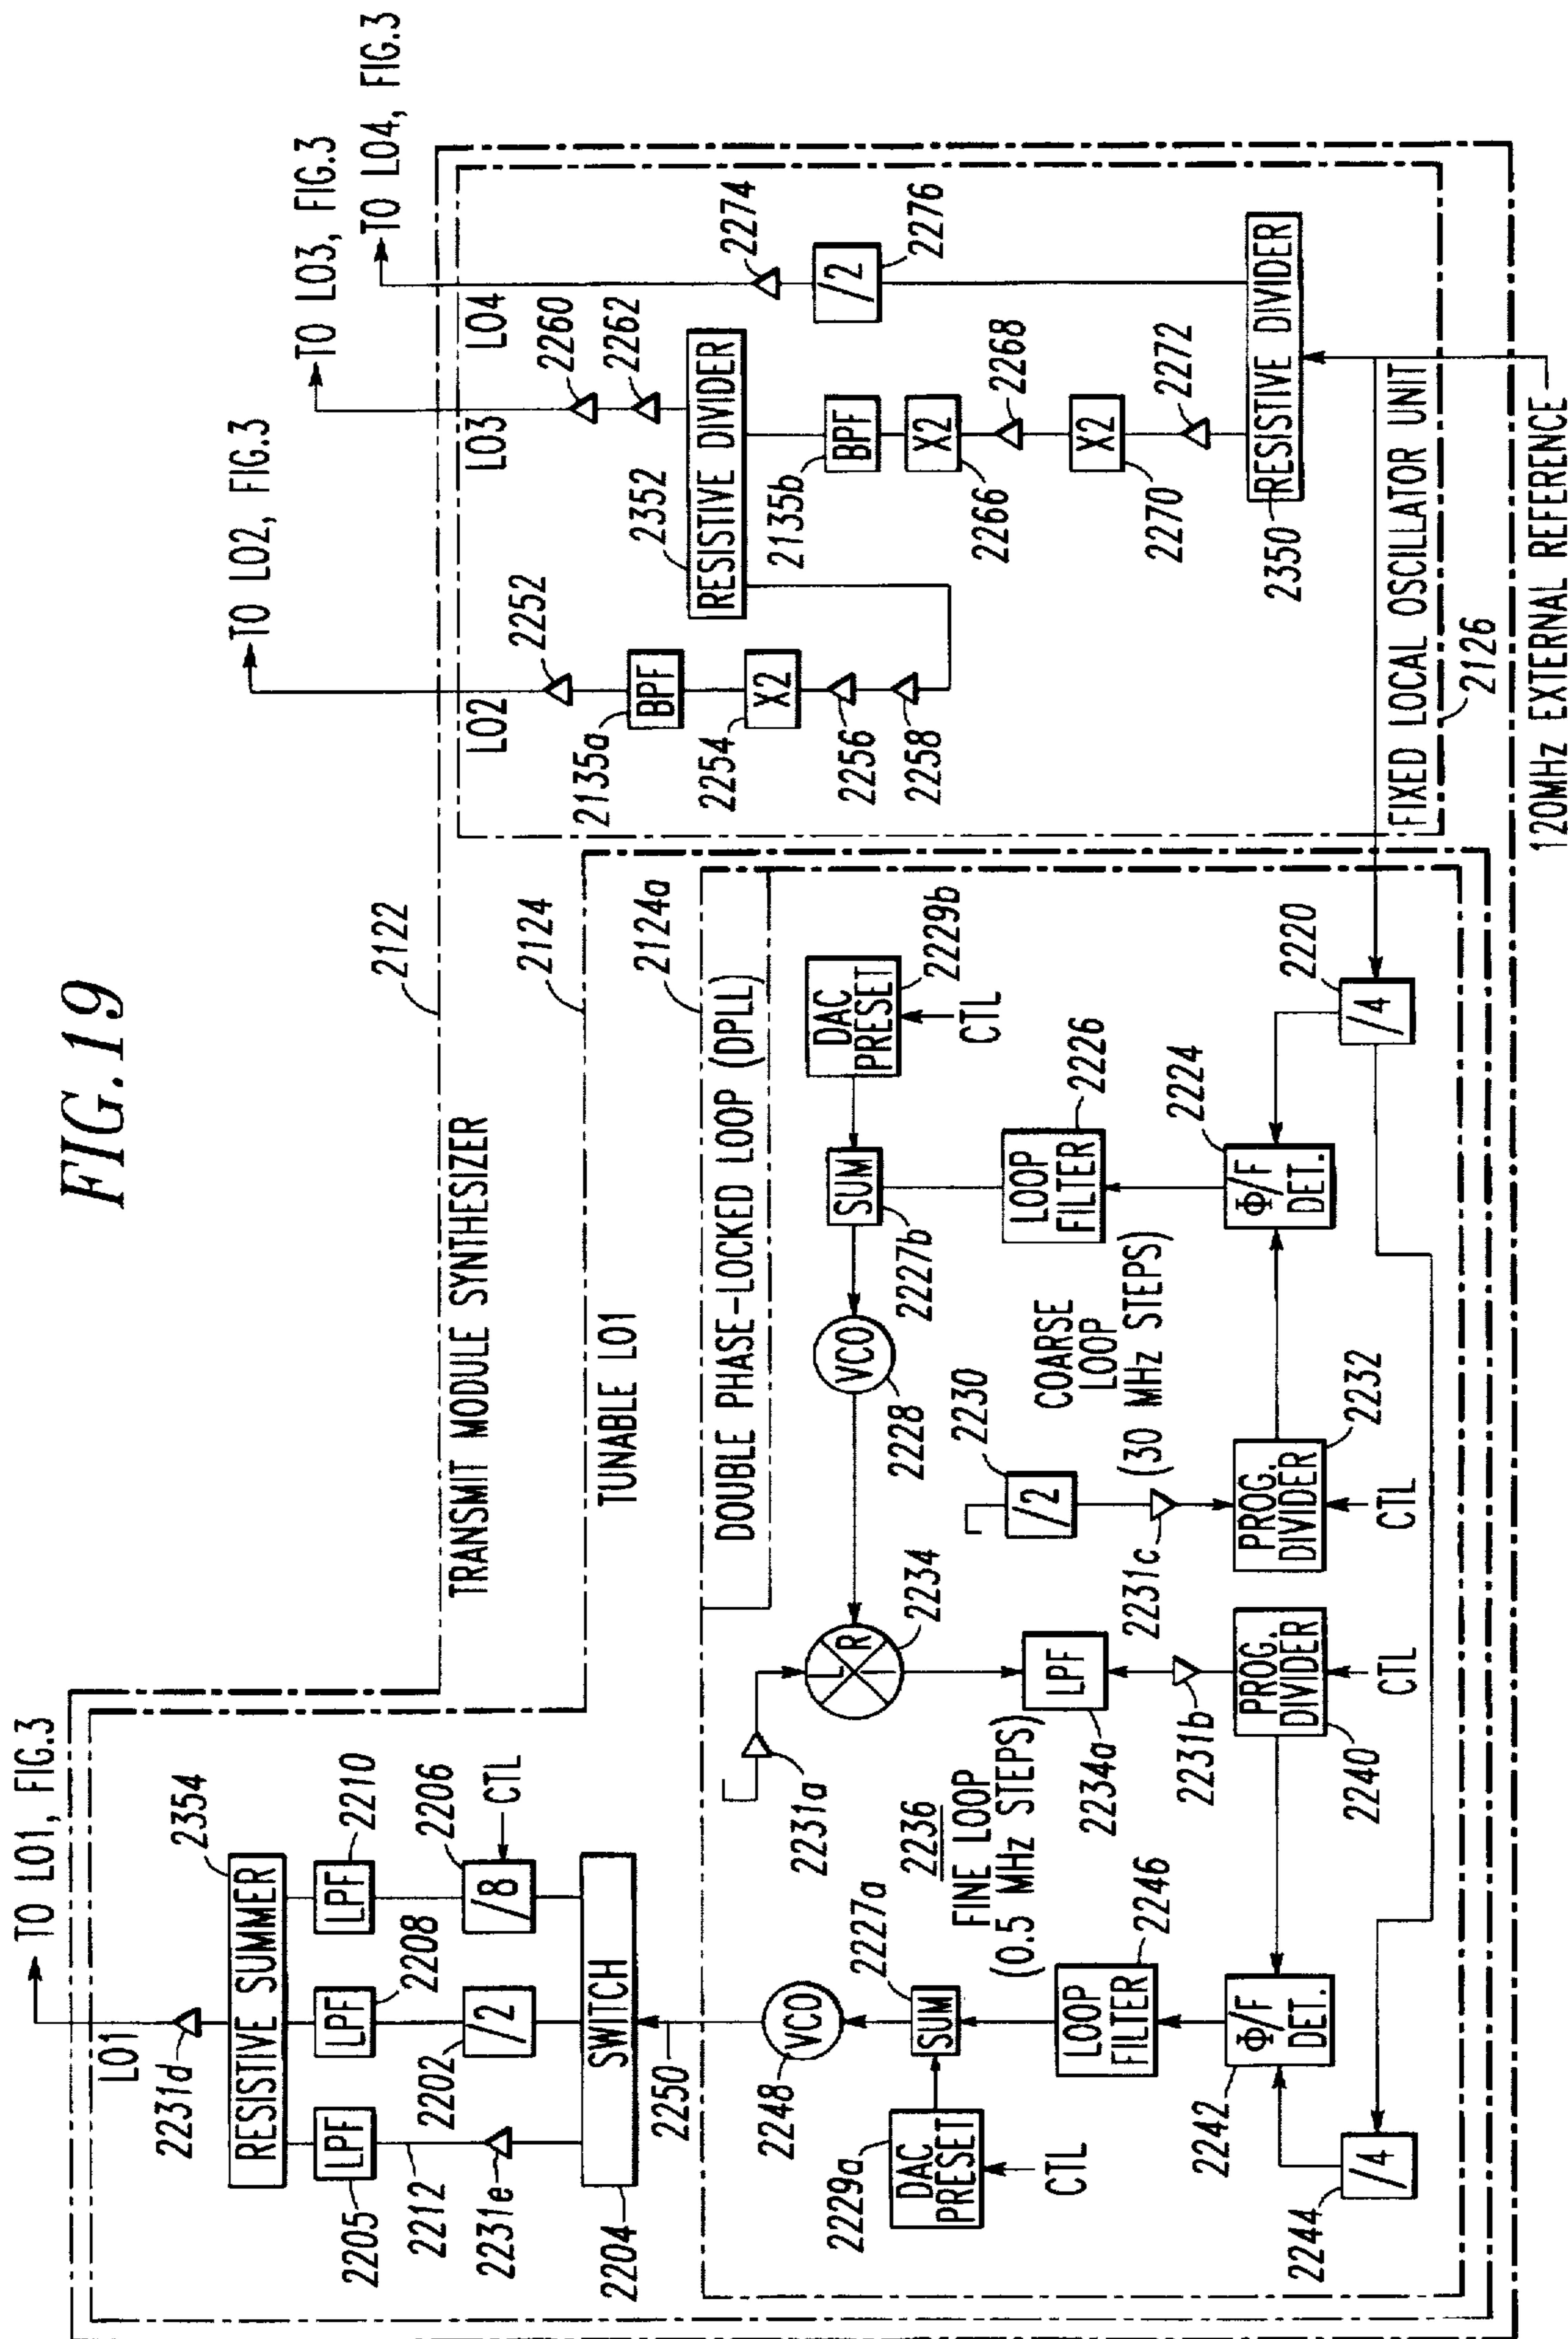 FIG.19
TO LO1, FIG.3
TO LO2, FIG.3
TO LO3, FIG.3
TO LO4, FIG.3
LO1
2231d
2354
RESISTIVE SUMMER
2205
LPF
LPF
2208
LPF
2210
2212
2231e
2202
/2
/8
2206
CTL
2204
SWITCH
2250
2122
TRANSMIT MODULE SYNTHESIZER
2124
TUNABLE LO1
2124a
DOUBLE PHASE-LOCKED LOOP (DPLL)
2248
VCO
2229a
DAC
PRESET
CTL
SUM
2227a
LOOP
FILTER
2246
2242
Φ/F
DET.
2244
/4
2236
FINE LOOP
(0.5 MHz STEPS)
2231a
L
R
I
2234
LPF
2234a
2231b
PROG.
DIVIDER
2240
CTL
VCO
2228
SUM
2227b
DAC
PRESET
2229b
CTL
2230
/2
2231c
COARSE
LOOP
(30 MHz STEPS)
PROG.
DIVIDER
2232
CTL
LOOP
FILTER
2226
Φ/F
DET.
2224
/4
2220
LO2
2252
2135a
BPF
2254
X2
2256
2258
LO3
2260
2262
2352
RESISTIVE DIVIDER
2135b
BPF
2266
X2
2268
2270
X2
2272
LO4
2274
/2
2276
2350
RESISTIVE DIVIDER
FIXED LOCAL OSCILLATOR UNIT
2126
120MHz EXTERNAL REFERENCE